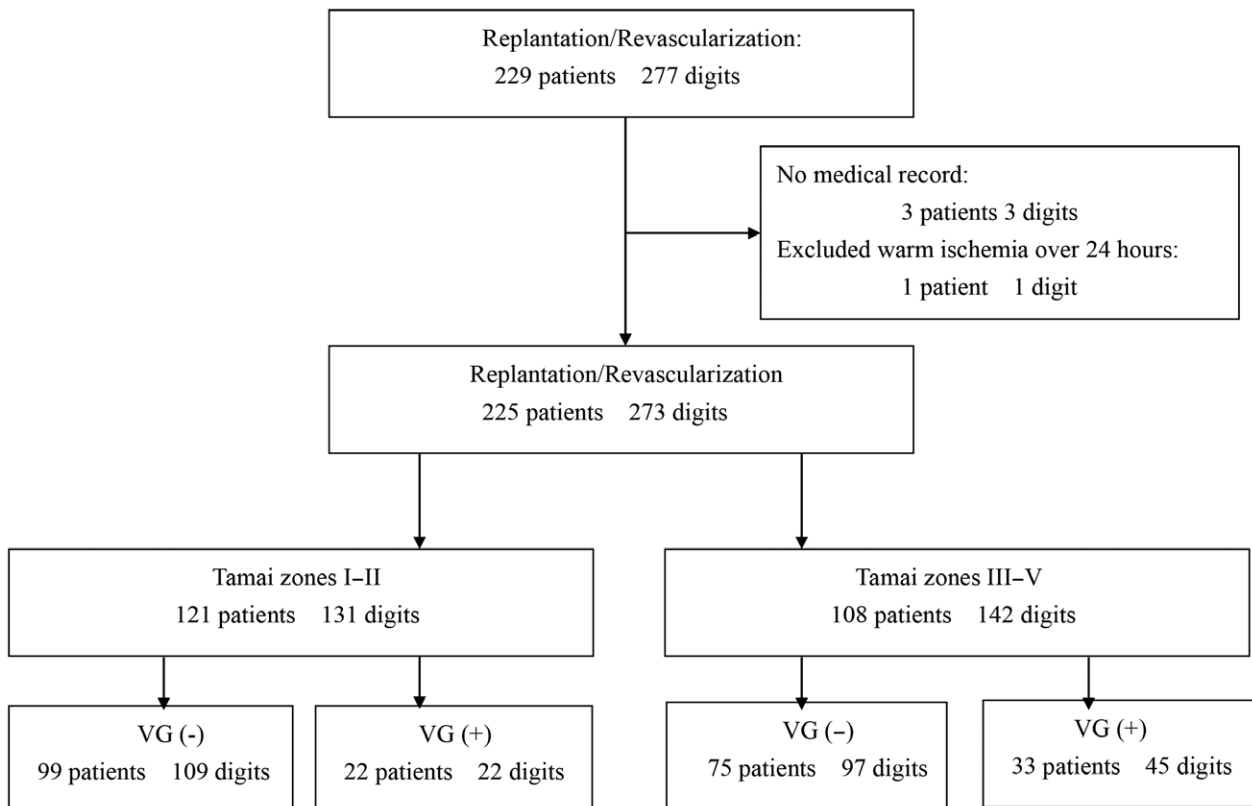 Replantation/Revascularization:
229 patients 277 digits
No medical record:
3 patients 3 digits
Excluded warm ischemia over 24 hours:
1 patient 1 digit
Replantation/Revascularization
225 patients 273 digits
Tamai zones I–II
121 patients 131 digits
Tamai zones III–V
108 patients 142 digits
VG (-)
99 patients 109 digits
VG (+)
22 patients 22 digits
VG (–)
75 patients 97 digits
VG (+)
33 patients 45 digits